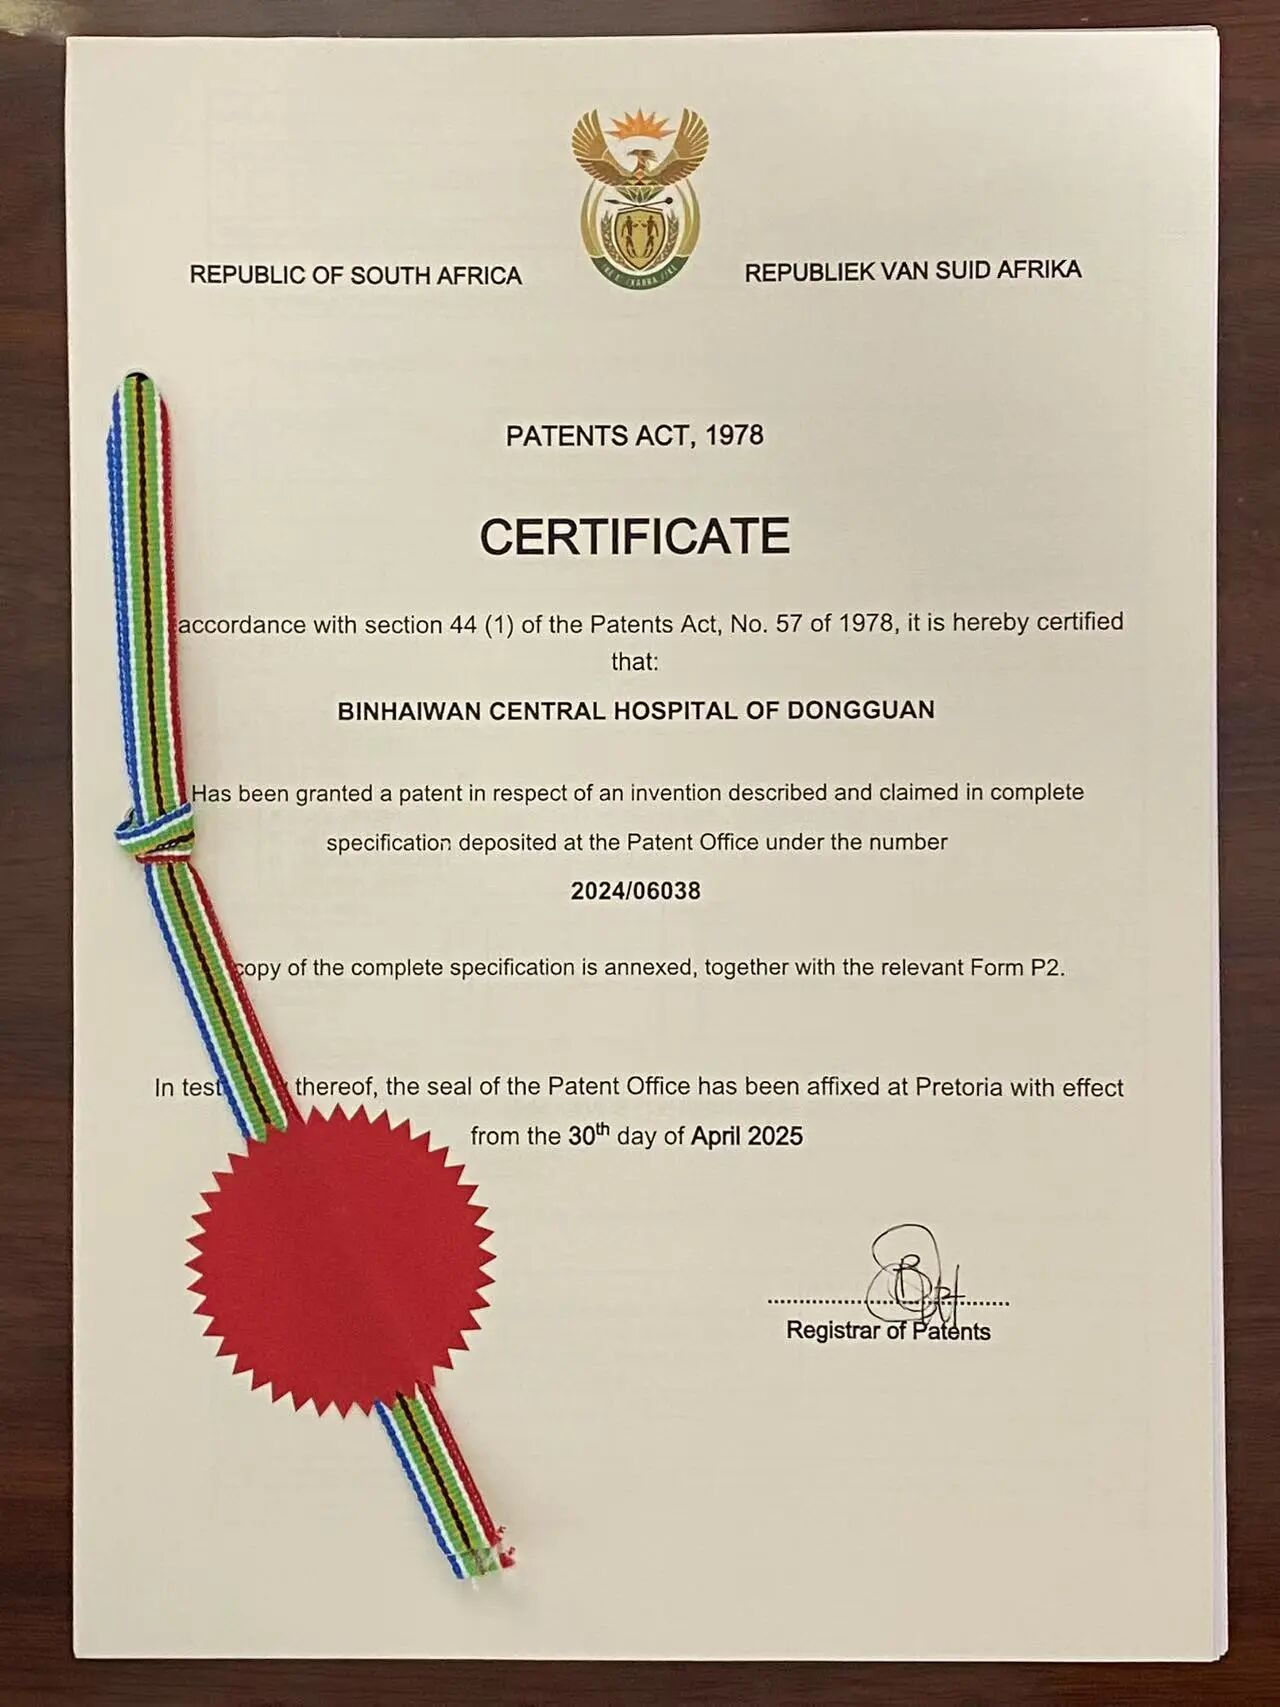 REPUBLIC OF SOUTH AFRICA
REPUBLIEK VAN SUID AFRIKA
PATENTS ACT, 1978
CERTIFICATE
accordance with section 44 (1) of the Patents Act, No. 57 of 1978, it is hereby certified
that:
BINHAIWAN CENTRAL HOSPITAL OF DONGGUAN
Has been granted a patent in respect of an invention described and claimed in complete
specification deposited at the Patent Office under the number
2024/06038
copy of the complete specification is annexed, together with the relevant Form P2.
In test thereof, the seal of the Patent Office has been affixed at Pretoria with effect
from the 30th day of April 2025
Registrar of Patents